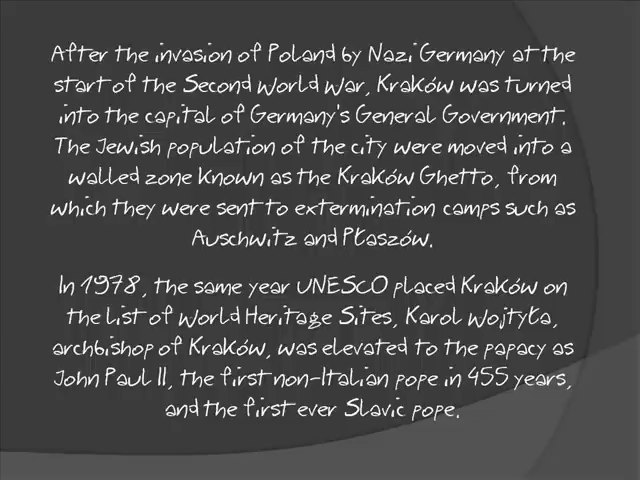 After the invasion of Poland by Nazi Germany at the
start of the Second World War, Kraków was turned
into the capital of Germany's General Government.
The Jewish population of the city were moved into a
walled zone known as the Kraków Ghetto, from
which they were sent to extermination camps such as
Auschwitz and Płaszów.
In 1978, the same year UNESCO placed Kraków on
the list of World Heritage Sites, Karol Wojtyła,
archbishop of Kraków, was elevated to the papacy as
John Paul II, the first non-Italian pope in 455 years,
and the first ever Slavic pope.